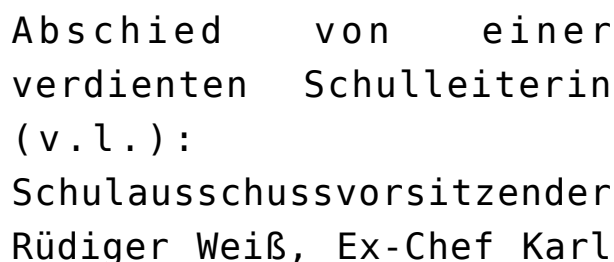 Abschied von einer
verdienten Schulleiterin
(v.l.):
Schulausschussvorsitzender
Rüdiger Weiß, Ex-Chef Karl